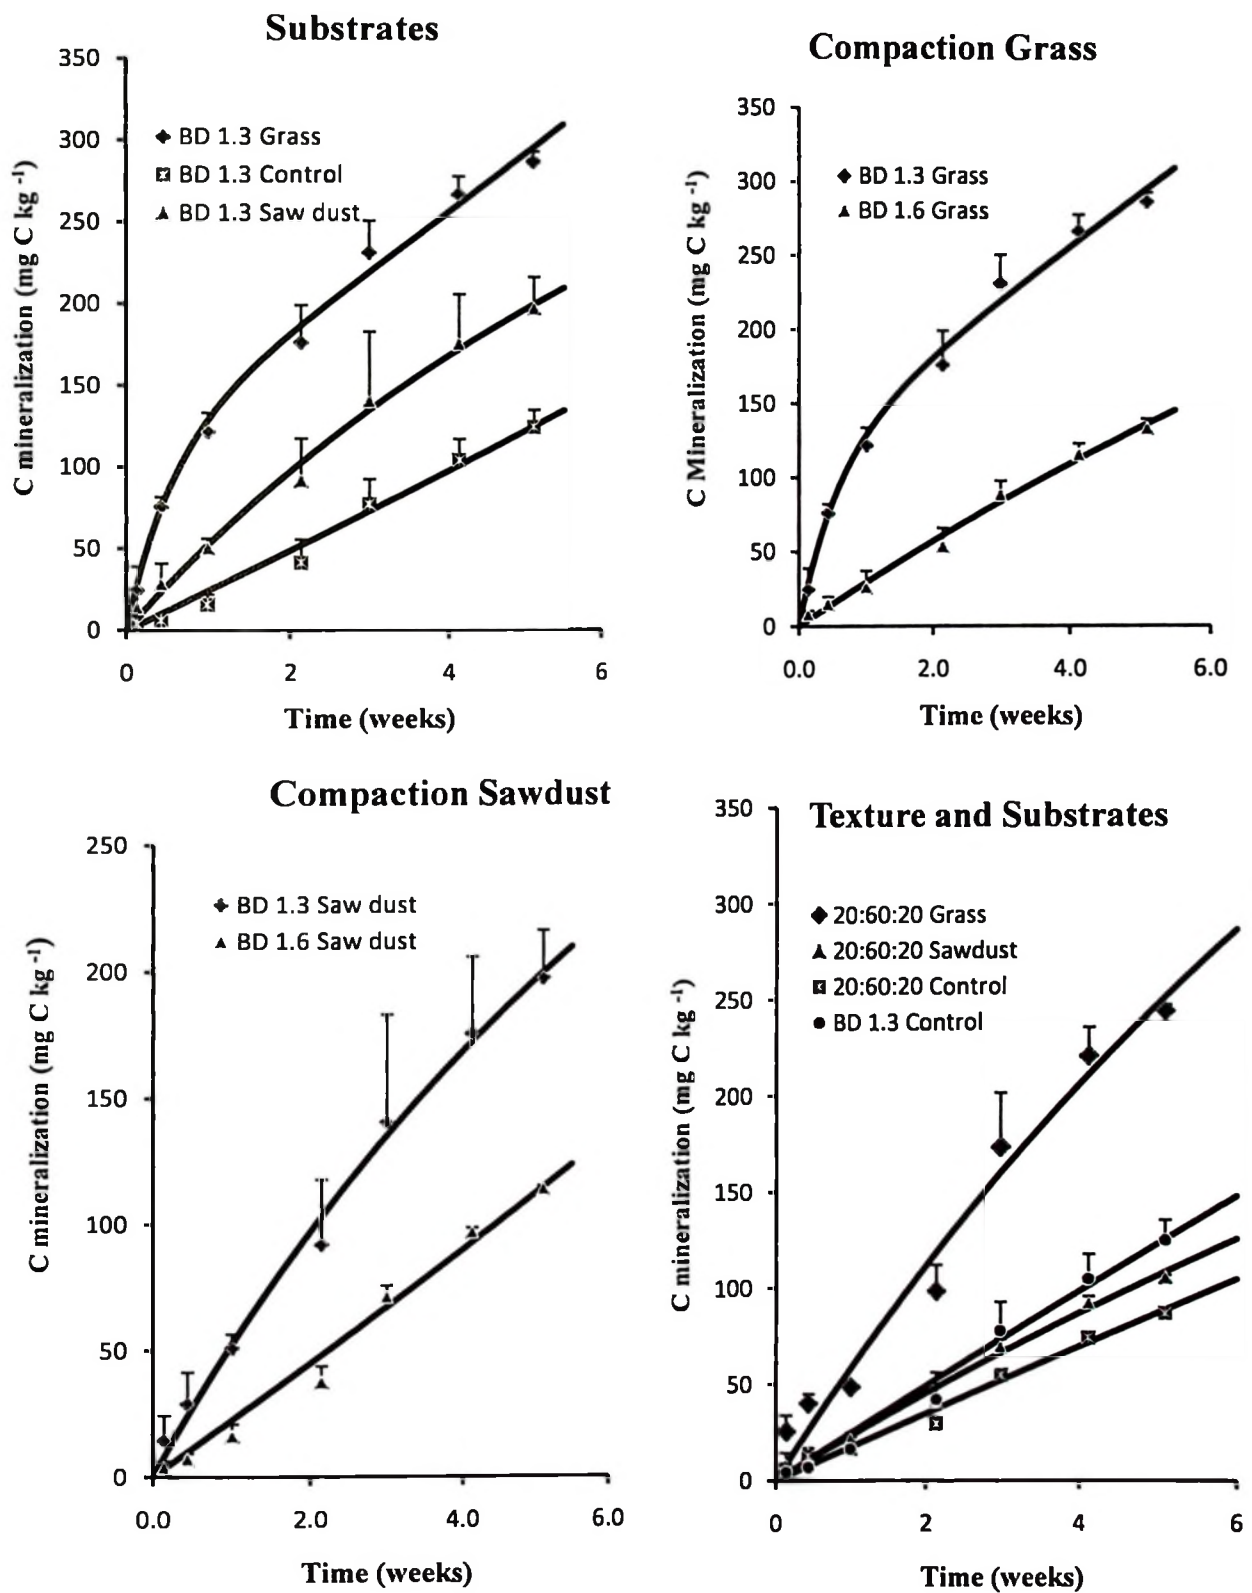 Substrates
C mineralization (mg C kg -1)
350
300
250
200
150
100
50
0
BD 1.3 Grass
BD 1.3 Control
BD 1.3 Saw dust
0 2 4 6
Time (weeks)
Compaction Grass
C Mineralization (mg C kg -1)
350
300
250
200
150
100
50
0
BD 1.3 Grass
BD 1.6 Grass
0.0 2.0 4.0 6.0
Time (weeks)
Compaction Sawdust
C mineralization (mg C kg -1)
250
200
150
100
50
0
BD 1.3 Saw dust
BD 1.6 Saw dust
0.0 2.0 4.0 6.0
Time (weeks)
Texture and Substrates
C mineralization (mg C kg -1)
350
300
250
200
150
100
50
0
20:60:20 Grass
20:60:20 Sawdust
20:60:20 Control
BD 1.3 Control
0 2 4 6
Time (weeks)